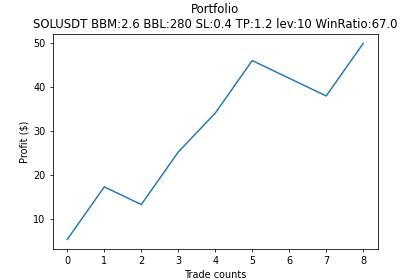 Portfolio
SOLUSDT BBM:2.6 BBL:280 SL:0.4 TP:1.2 lev:10 WinRatio:67.0
50
40
30
20
10
Profit ($)
0 1 2 3 4 5 6 7 8
Trade counts